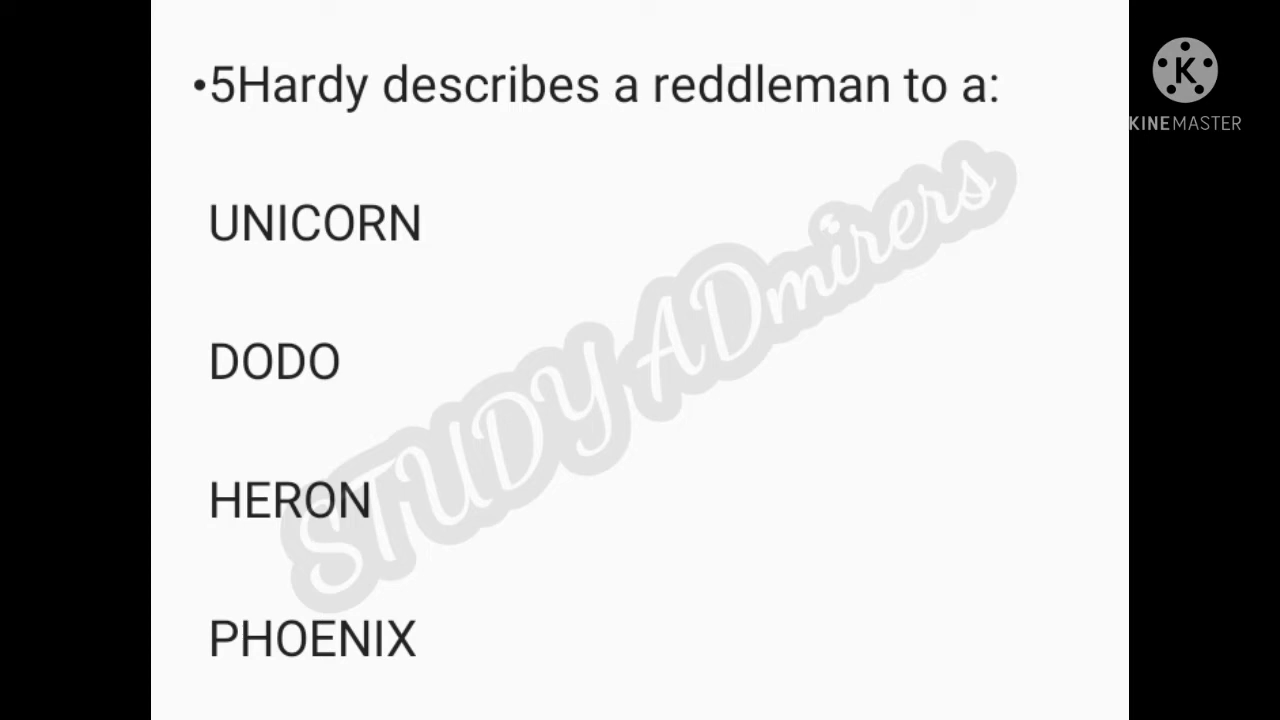 •5Hardy describes a reddleman to a:
K
KINEMASTER
UNICORN
DODO
HERON
PHOENIX
STUDY ADmirers